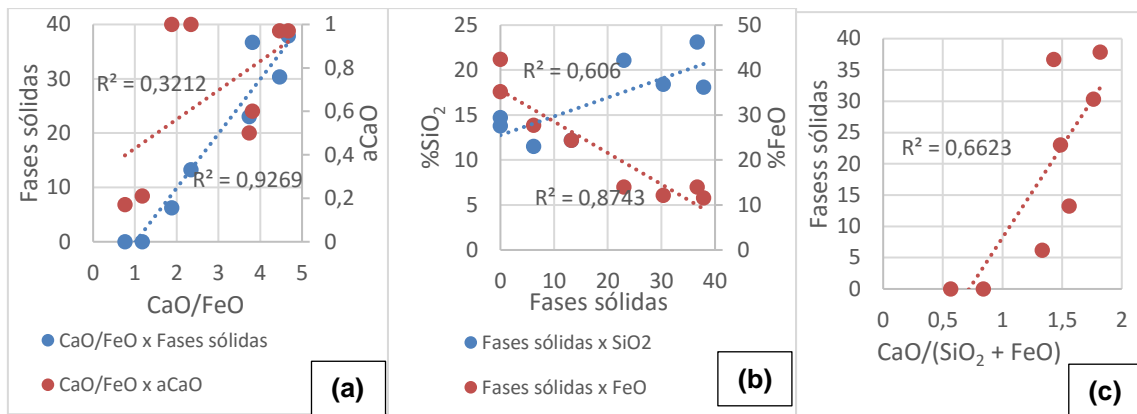 Fases sólidas
40
30
20
10
0
R² = 0,3212
R² = 0,9269
1
0,8
0,6
0,4
0,2
0
aCaO
0 1 2 3 4 5
CaO/FeO
CaO/FeO x Fases sólidas
CaO/FeO x aCaO
(a)
%SiO2
25
20
15
10
5
0
R² = 0,606
R² = 0,8743
50
40
30
20
10
0
%FeO
0 10 20 30 40
Fases sólidas
Fases sólidas x SiO2
Fases sólidas x FeO
(b)
Fasess sólidas
40
35
30
25
20
15
10
5
0
R² = 0,6623
0 0,5 1 1,5 2
CaO/(SiO2 + FeO)
(c)